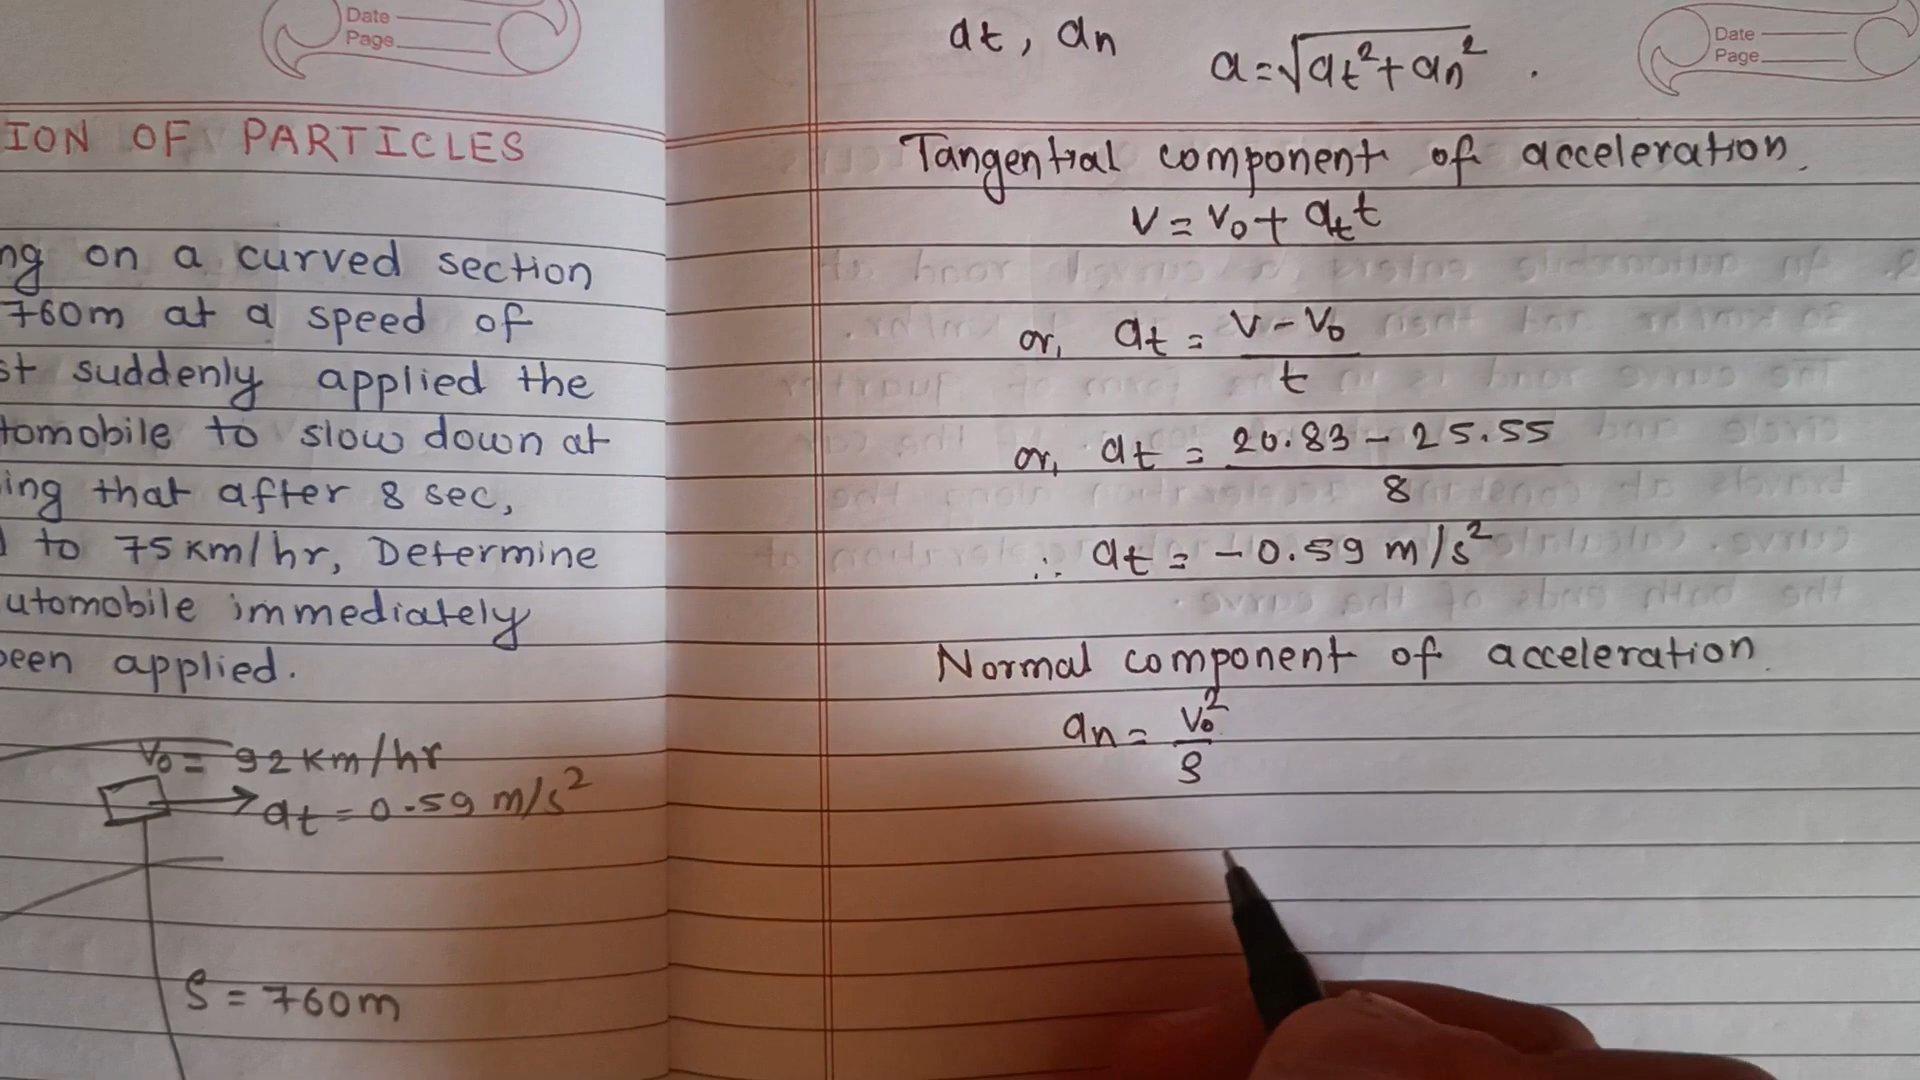 Date
Page
ION OF PARTICLES
ng on a curved section
760m at a speed of
st suddenly applied the
tomobile to slow down at
ing that after 8 sec,
to 75 km/hr, Determine
utomobile immediately
been applied.
v₀ = 92 km/hr
at = 0.59 m/s²
S = 760m
Date
Page
at, an
a = √at² + an² .
Tangential component of acceleration.
v = v₀ + at t
or, at = v - v₀ / t
or, at = 20.83 - 25.55 / 8
∴ at = -0.59 m/s²
Normal component of acceleration.
an = v₀² / S